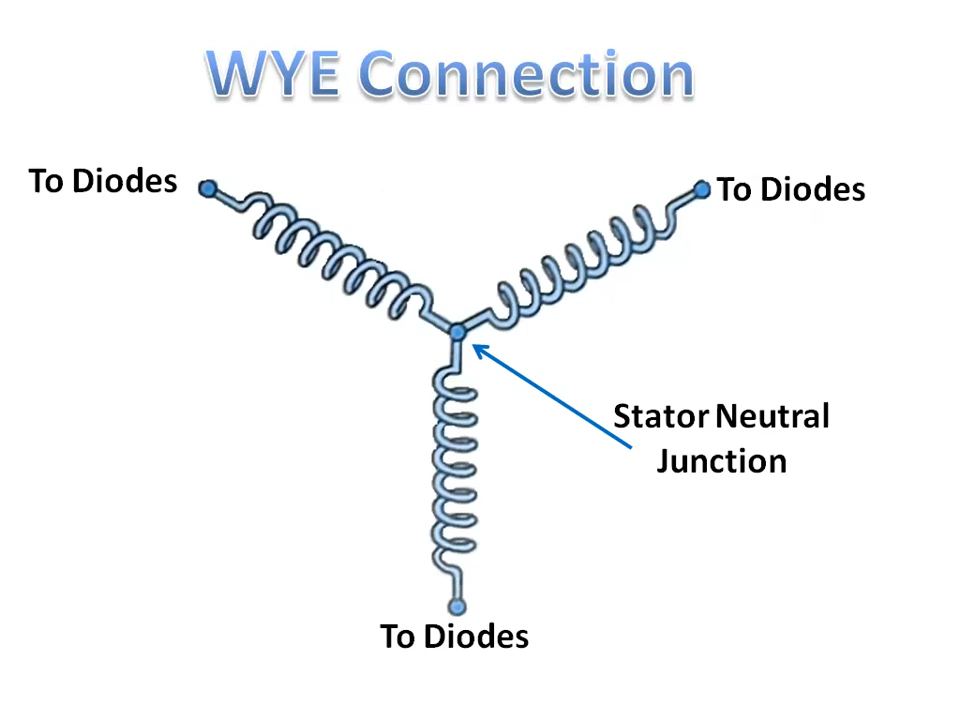 WYE Connection
To Diodes
To Diodes
Stator Neutral
Junction
To Diodes